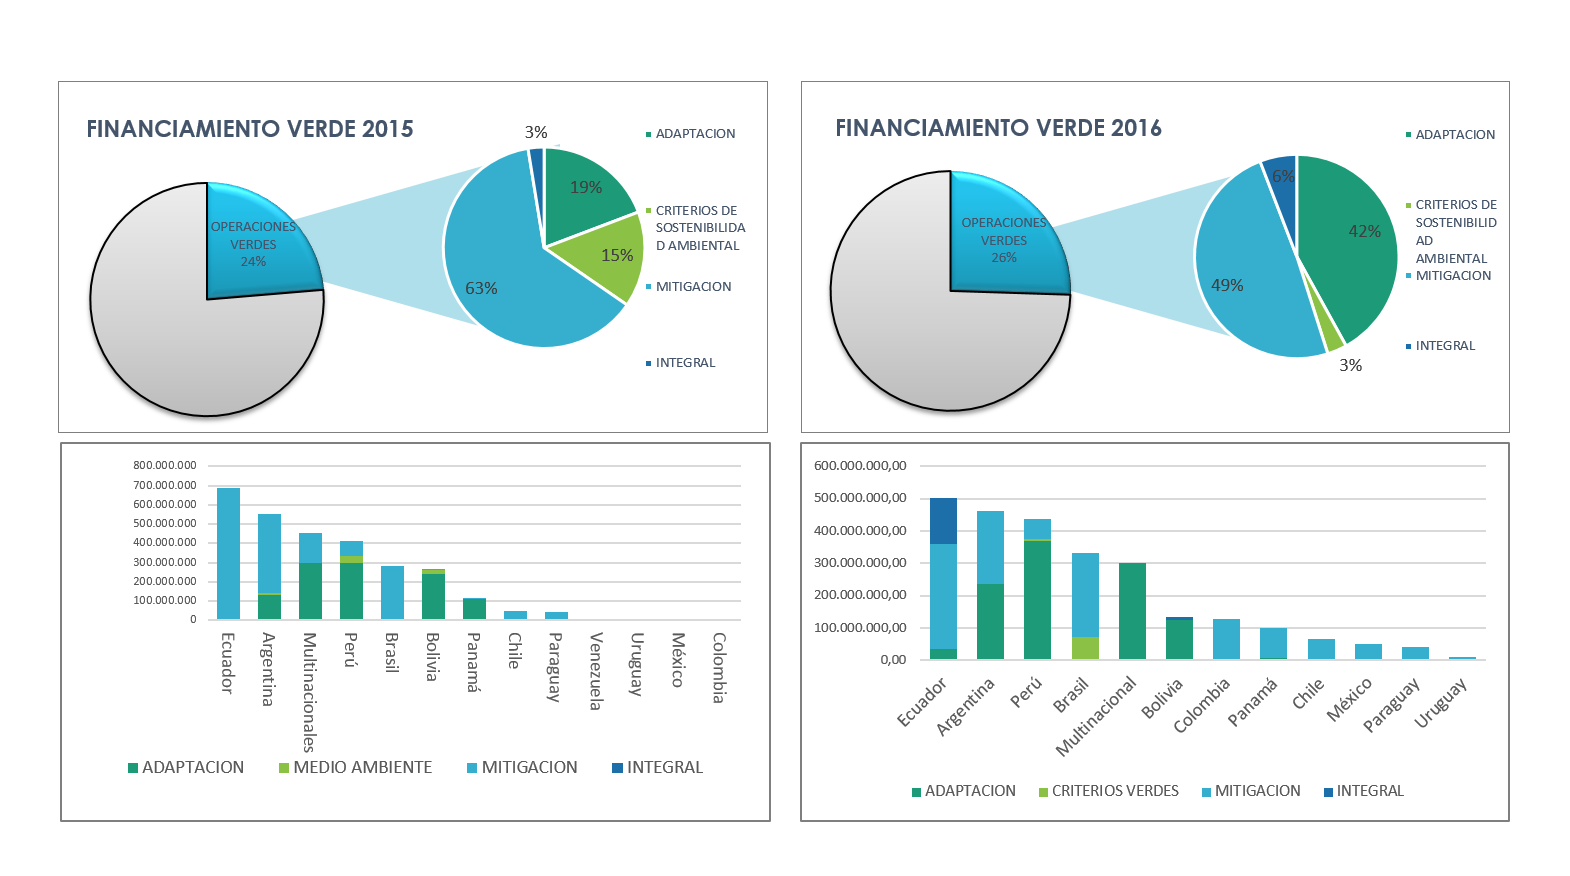 FINANCIAMIENTO VERDE 2015
3%
19%
15%
63%
OPERACIONES
VERDES
24%
ADAPTACION
CRITERIOS DE
SOSTENIBILIDA
D AMBIENTAL
MITIGACION
INTEGRAL
FINANCIAMIENTO VERDE 2016
6%
42%
49%
3%
OPERACIONES
VERDES
26%
ADAPTACION
CRITERIOS DE
SOSTENIBILID
AD
AMBIENTAL
MITIGACION
INTEGRAL
800.000.000
700.000.000
600.000.000
500.000.000
400.000.000
300.000.000
200.000.000
100.000.000
0
Ecuador
Argentina
Multinacionales
Perú
Brasil
Bolivia
Panamá
Chile
Paraguay
Venezuela
Uruguay
México
Colombia
ADAPTACION MEDIO AMBIENTE MITIGACION INTEGRAL
600.000.000,00
500.000.000,00
400.000.000,00
300.000.000,00
200.000.000,00
100.000.000,00
0,00
Ecuador
Argentina
Perú
Brasil
Multinacional
Bolivia
Colombia
Panamá
Chile
México
Paraguay
Uruguay
ADAPTACION CRITERIOS VERDES MITIGACION INTEGRAL